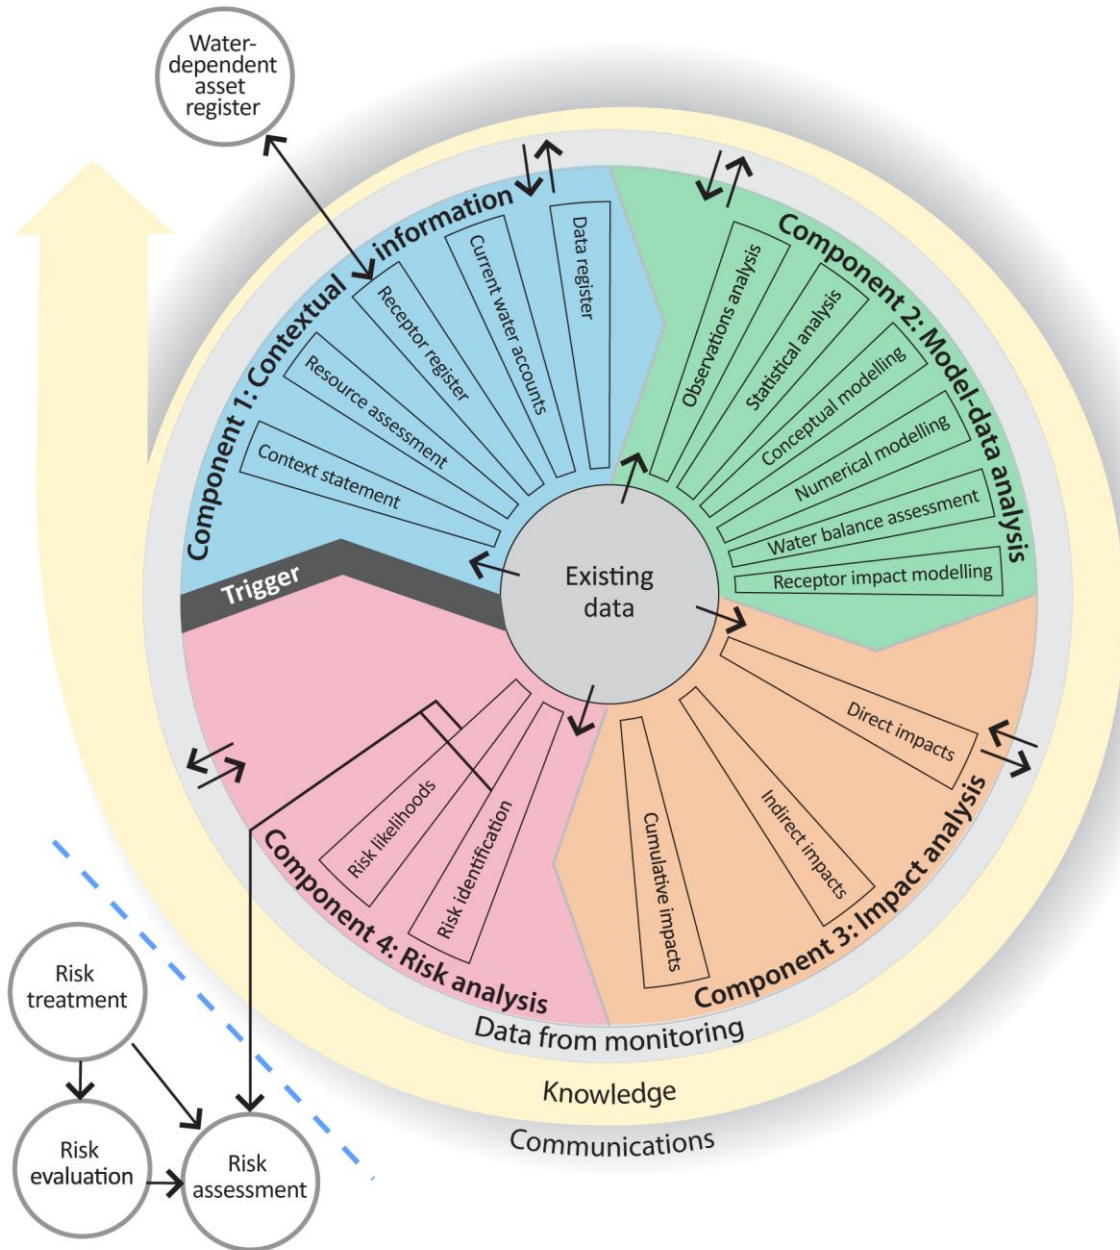 Water-
dependent
asset
register
Component 1: Contextual information
Context statement
Resource assessment
Receptor register
Current water accounts
Data register
Component 2: Model-data analysis
Observations analysis
Statistical analysis
Conceptual modelling
Numerical modelling
Water balance assessment
Receptor impact modelling
Existing
data
Trigger
Component 3: Impact analysis
Direct impacts
Indirect impacts
Cumulative impacts
Component 4: Risk analysis
Risk identification
Risk likelihoods
Data from monitoring
Knowledge
Communications
Risk
treatment
Risk
evaluation
Risk
assessment